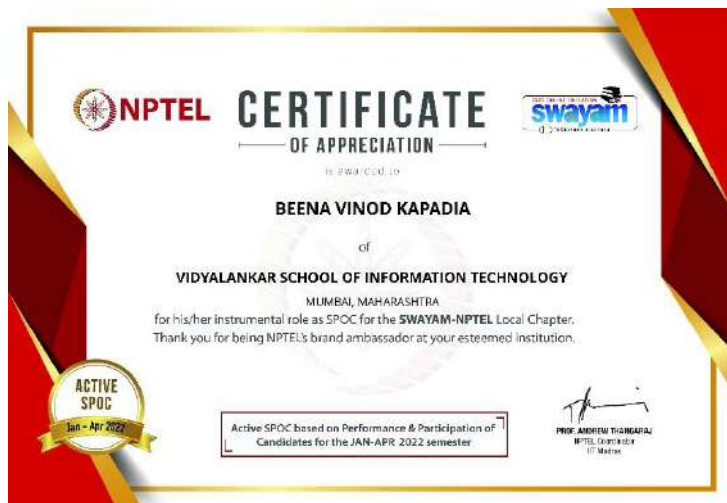 NPTEL
CERTIFICATE
OF APPRECIATION
swayam
is awarded to
BEENA VINOD KAPADIA
of
VIDYALANKAR SCHOOL OF INFORMATION TECHNOLOGY
MUMBAI, MAHARASHTRA
for his/her instrumental role as SPOC for the SWAYAM-NPTEL Local Chapter.
Thank you for being NPTEL's brand ambassador at your esteemed institution.
ACTIVE
SPOC
Jan - Apr 2022
Active SPOC based on Performance & Participation of
Candidates for the JAN-APR 2022 semester
PROF. ANDREW THANGARAJ
NPTEL Coordinator
IIT Madras